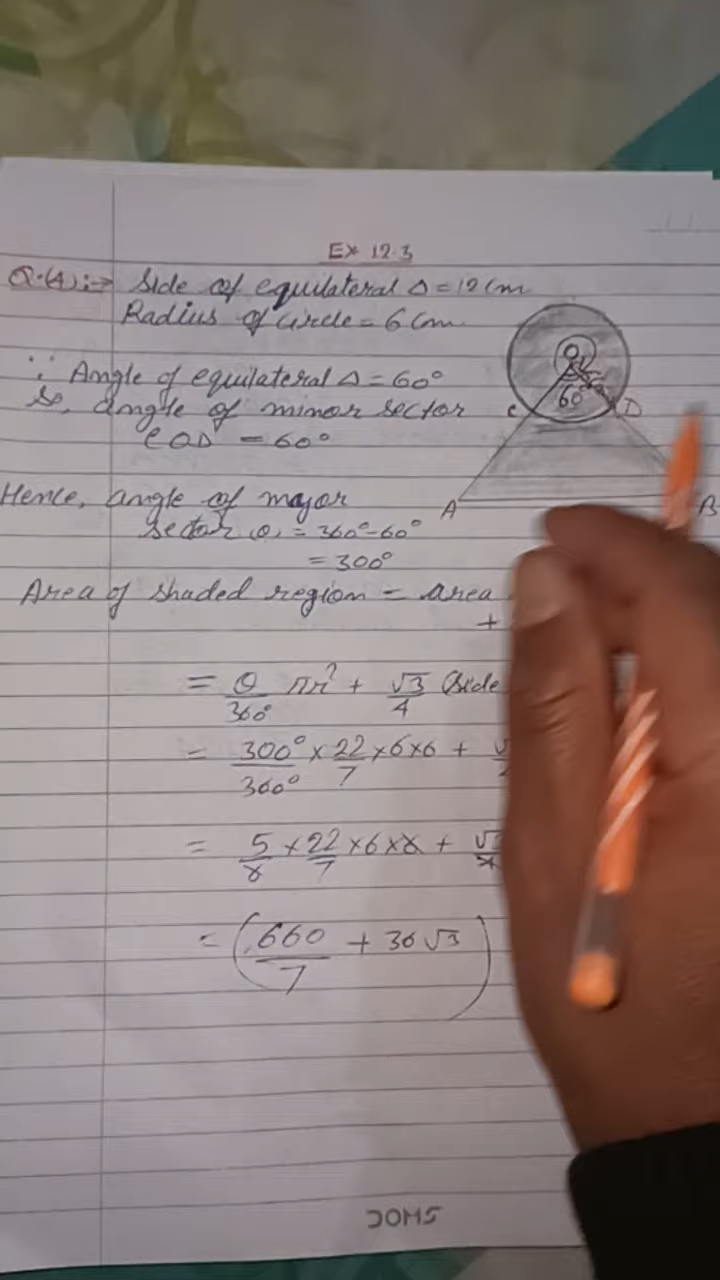 EX 12.3
Q.(4):→ Side of equilateral Δ = 12 Cm
Radius of Circle = 6 Cm
∵ Angle of equilateral Δ = 60°
So, angle of minor sector
COD = 60°
Hence, angle of major
sector θ, = 360° - 60°
= 300°
Area of shaded region = area
+
= θ/360° πr² + √3/4 (side
= 300°/360° × 22/7 × 6 × 6 +
= 5/6 × 22/7 × 6 × 6 + √3/4
= (660/7 + 36√3)
O
60°
C
D
A
B
DOMS